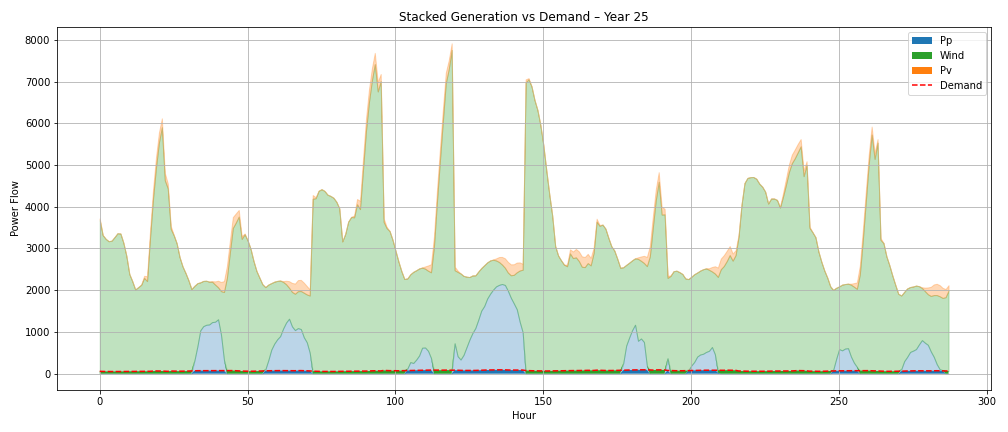 Stacked Generation vs Demand – Year 25
Power Flow
8000
7000
6000
5000
4000
3000
2000
1000
0
0 50 100 150 200 250 300
Hour
Pp
Wind
Pv
Demand